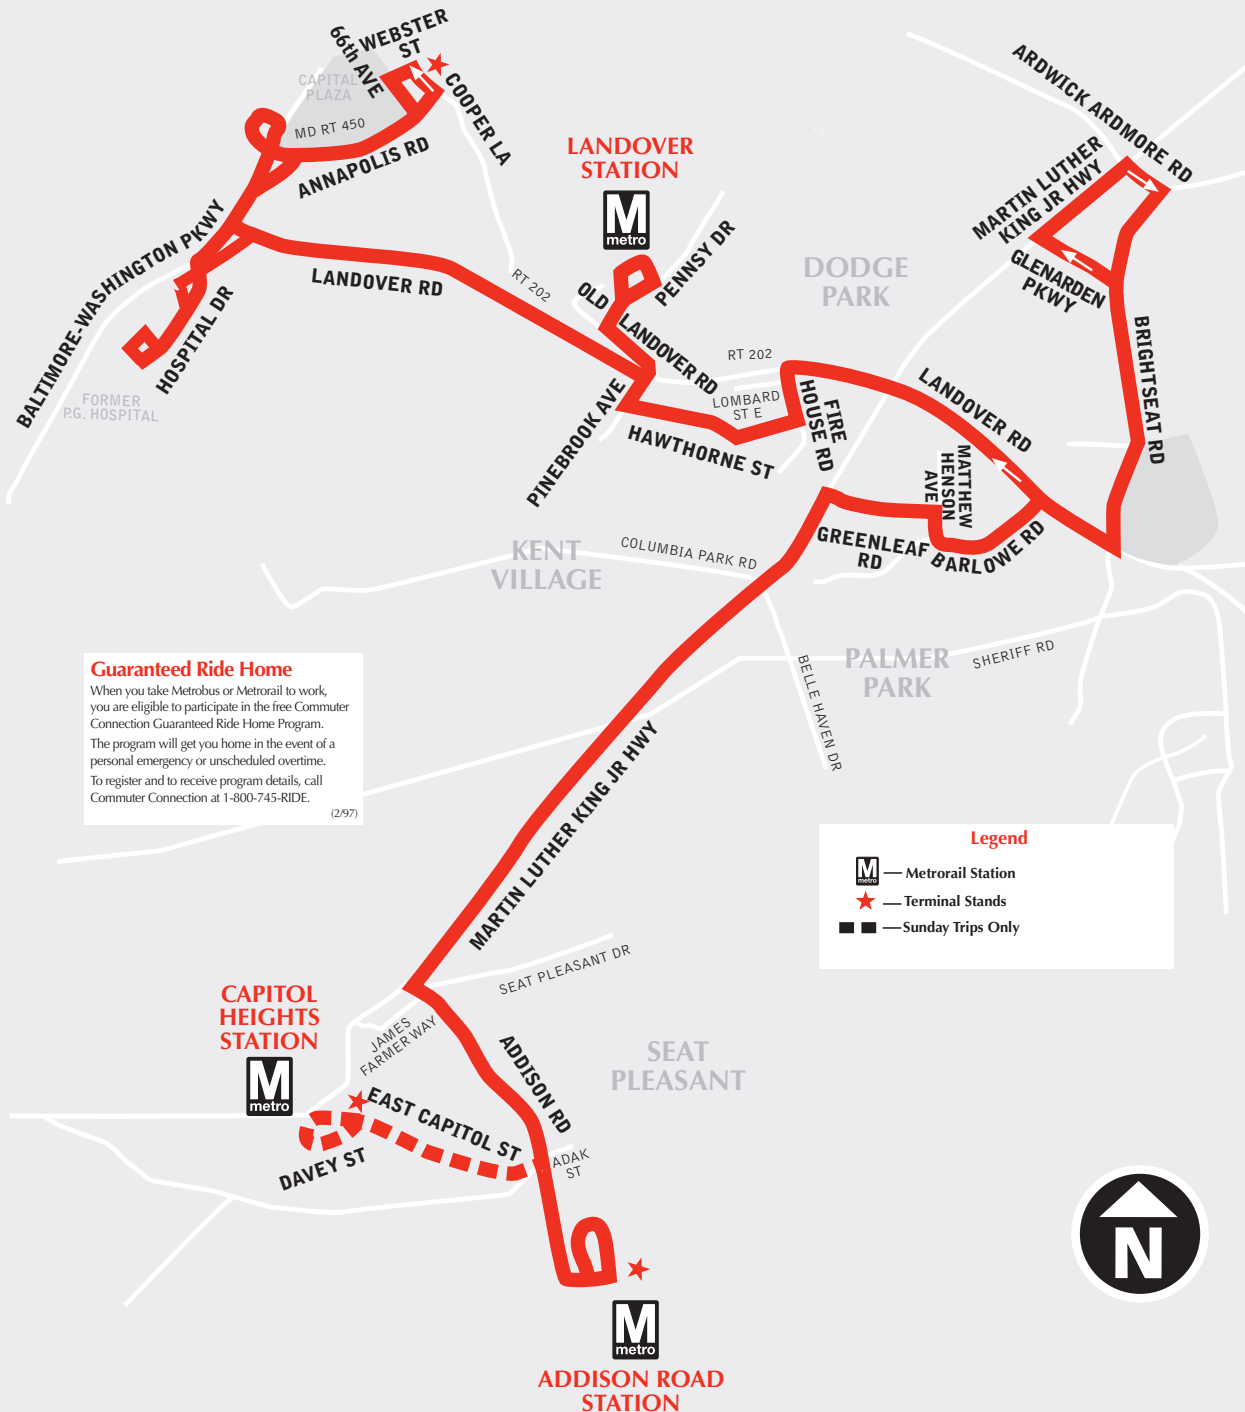 WEBSTER
ST
66th AVE
CAPITAL
PLAZA
COOPER LA
MD RT 450
ANNAPOLIS RD
LANDOVER
STATION
M
metro
ARDWICK ARDMORE RD
MARTIN LUTHER
KING JR HWY
GLENARDEN
PKWY
BALTIMORE-WASHINGTON PKWY
LANDOVER RD
RT 202
OLD
LANDOVER RD
PENNSY DR
DODGE
PARK
HOSPITAL DR
FORMER
P.G. HOSPITAL
BRIGHTSEAT RD
RT 202
LOMBARD
ST E
FIRE
HOUSE RD
LANDOVER RD
PINEBROOK AVE
HAWTHORNE ST
MATTHEW
HENSON
AVE
GREENLEAF
RD
BARLOWE RD
KENT
VILLAGE
COLUMBIA PARK RD
PALMER
PARK
SHERIFF RD
BELLE HAVEN DR
Guaranteed Ride Home
When you take Metrobus or Metrorail to work,
you are eligible to participate in the free Commuter
Connection Guaranteed Ride Home Program.
The program will get you home in the event of a
personal emergency or unscheduled overtime.
To register and to receive program details, call
Commuter Connection at 1-800-745-RIDE.
(2/97)
MARTIN LUTHER KING JR HWY
Legend
M
metro
— Metrorail Station
— Terminal Stands
— Sunday Trips Only
SEAT PLEASANT DR
CAPITOL
HEIGHTS
STATION
M
metro
JAMES
FARMER WAY
ADDISON RD
SEAT
PLEASANT
EAST CAPITOL ST
DAVEY ST
ADAK
ST
N
M
metro
ADDISON ROAD
STATION